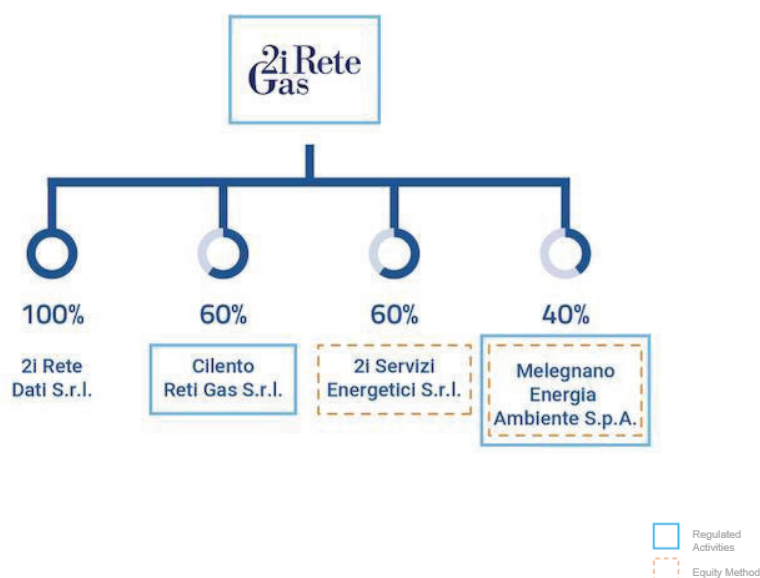 2i Rete
Gas
100%
60%
60%
40%
2i Rete
Dati S.r.l.
Cilento
Reti Gas S.r.l.
2i Servizi
Energetici S.r.l.
Melegnano
Energia
Ambiente S.p.A.
Regulated
Activities
Equity Method